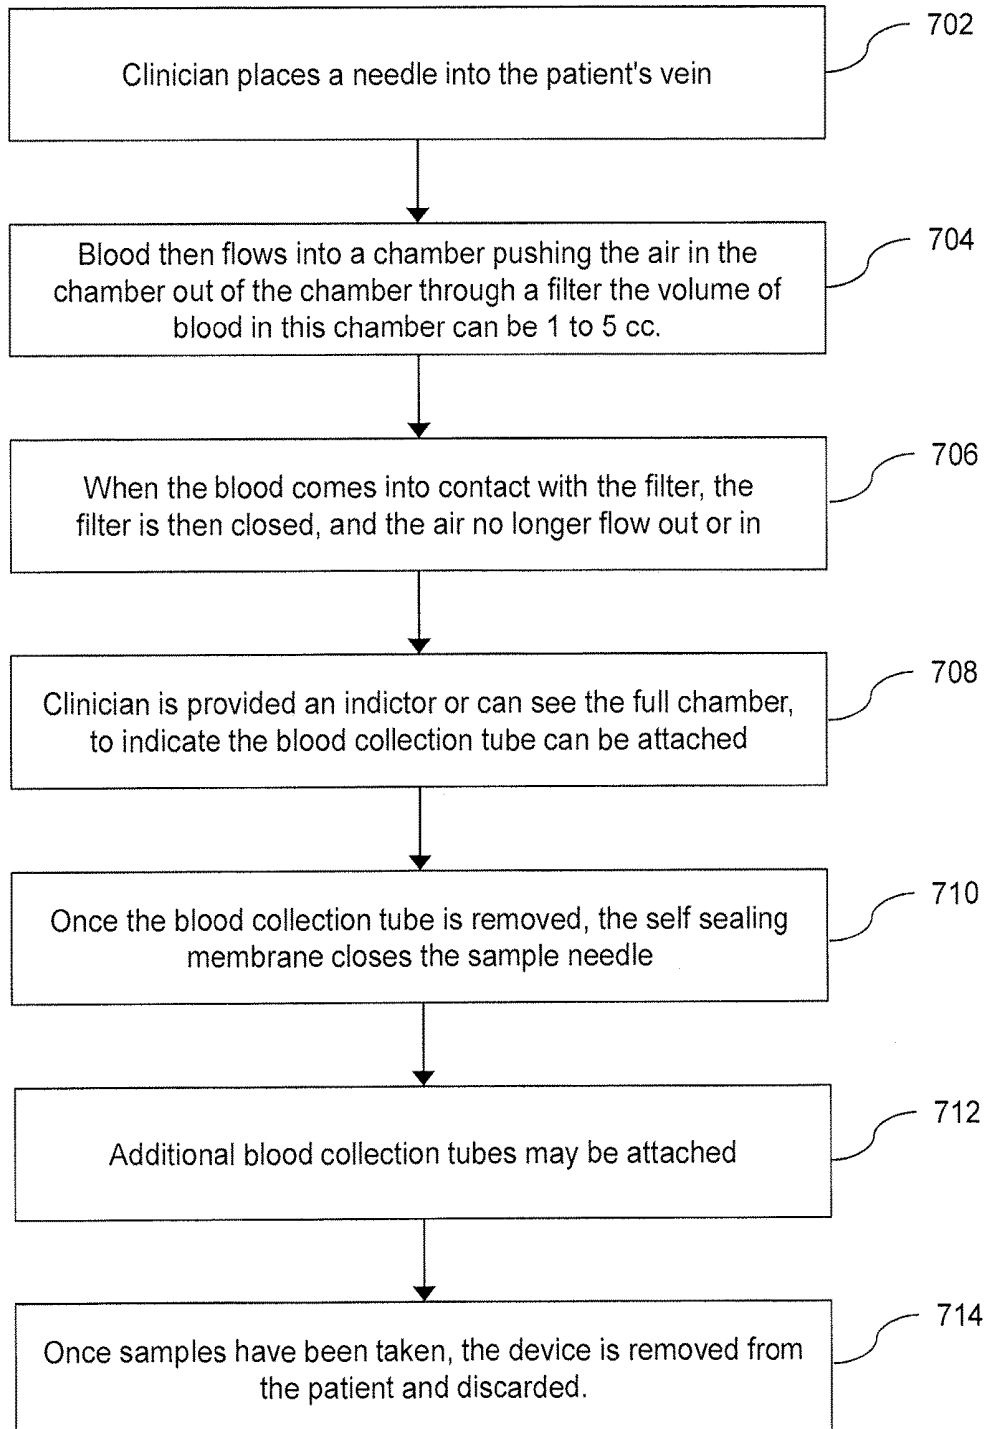 702
Clinician places a needle into the patient's vein
704
Blood then flows into a chamber pushing the air in the
chamber out of the chamber through a filter the volume of
blood in this chamber can be 1 to 5 cc.
706
When the blood comes into contact with the filter, the
filter is then closed, and the air no longer flow out or in
708
Clinician is provided an indictor or can see the full chamber,
to indicate the blood collection tube can be attached
710
Once the blood collection tube is removed, the self sealing
membrane closes the sample needle
712
Additional blood collection tubes may be attached
714
Once samples have been taken, the device is removed from
the patient and discarded.